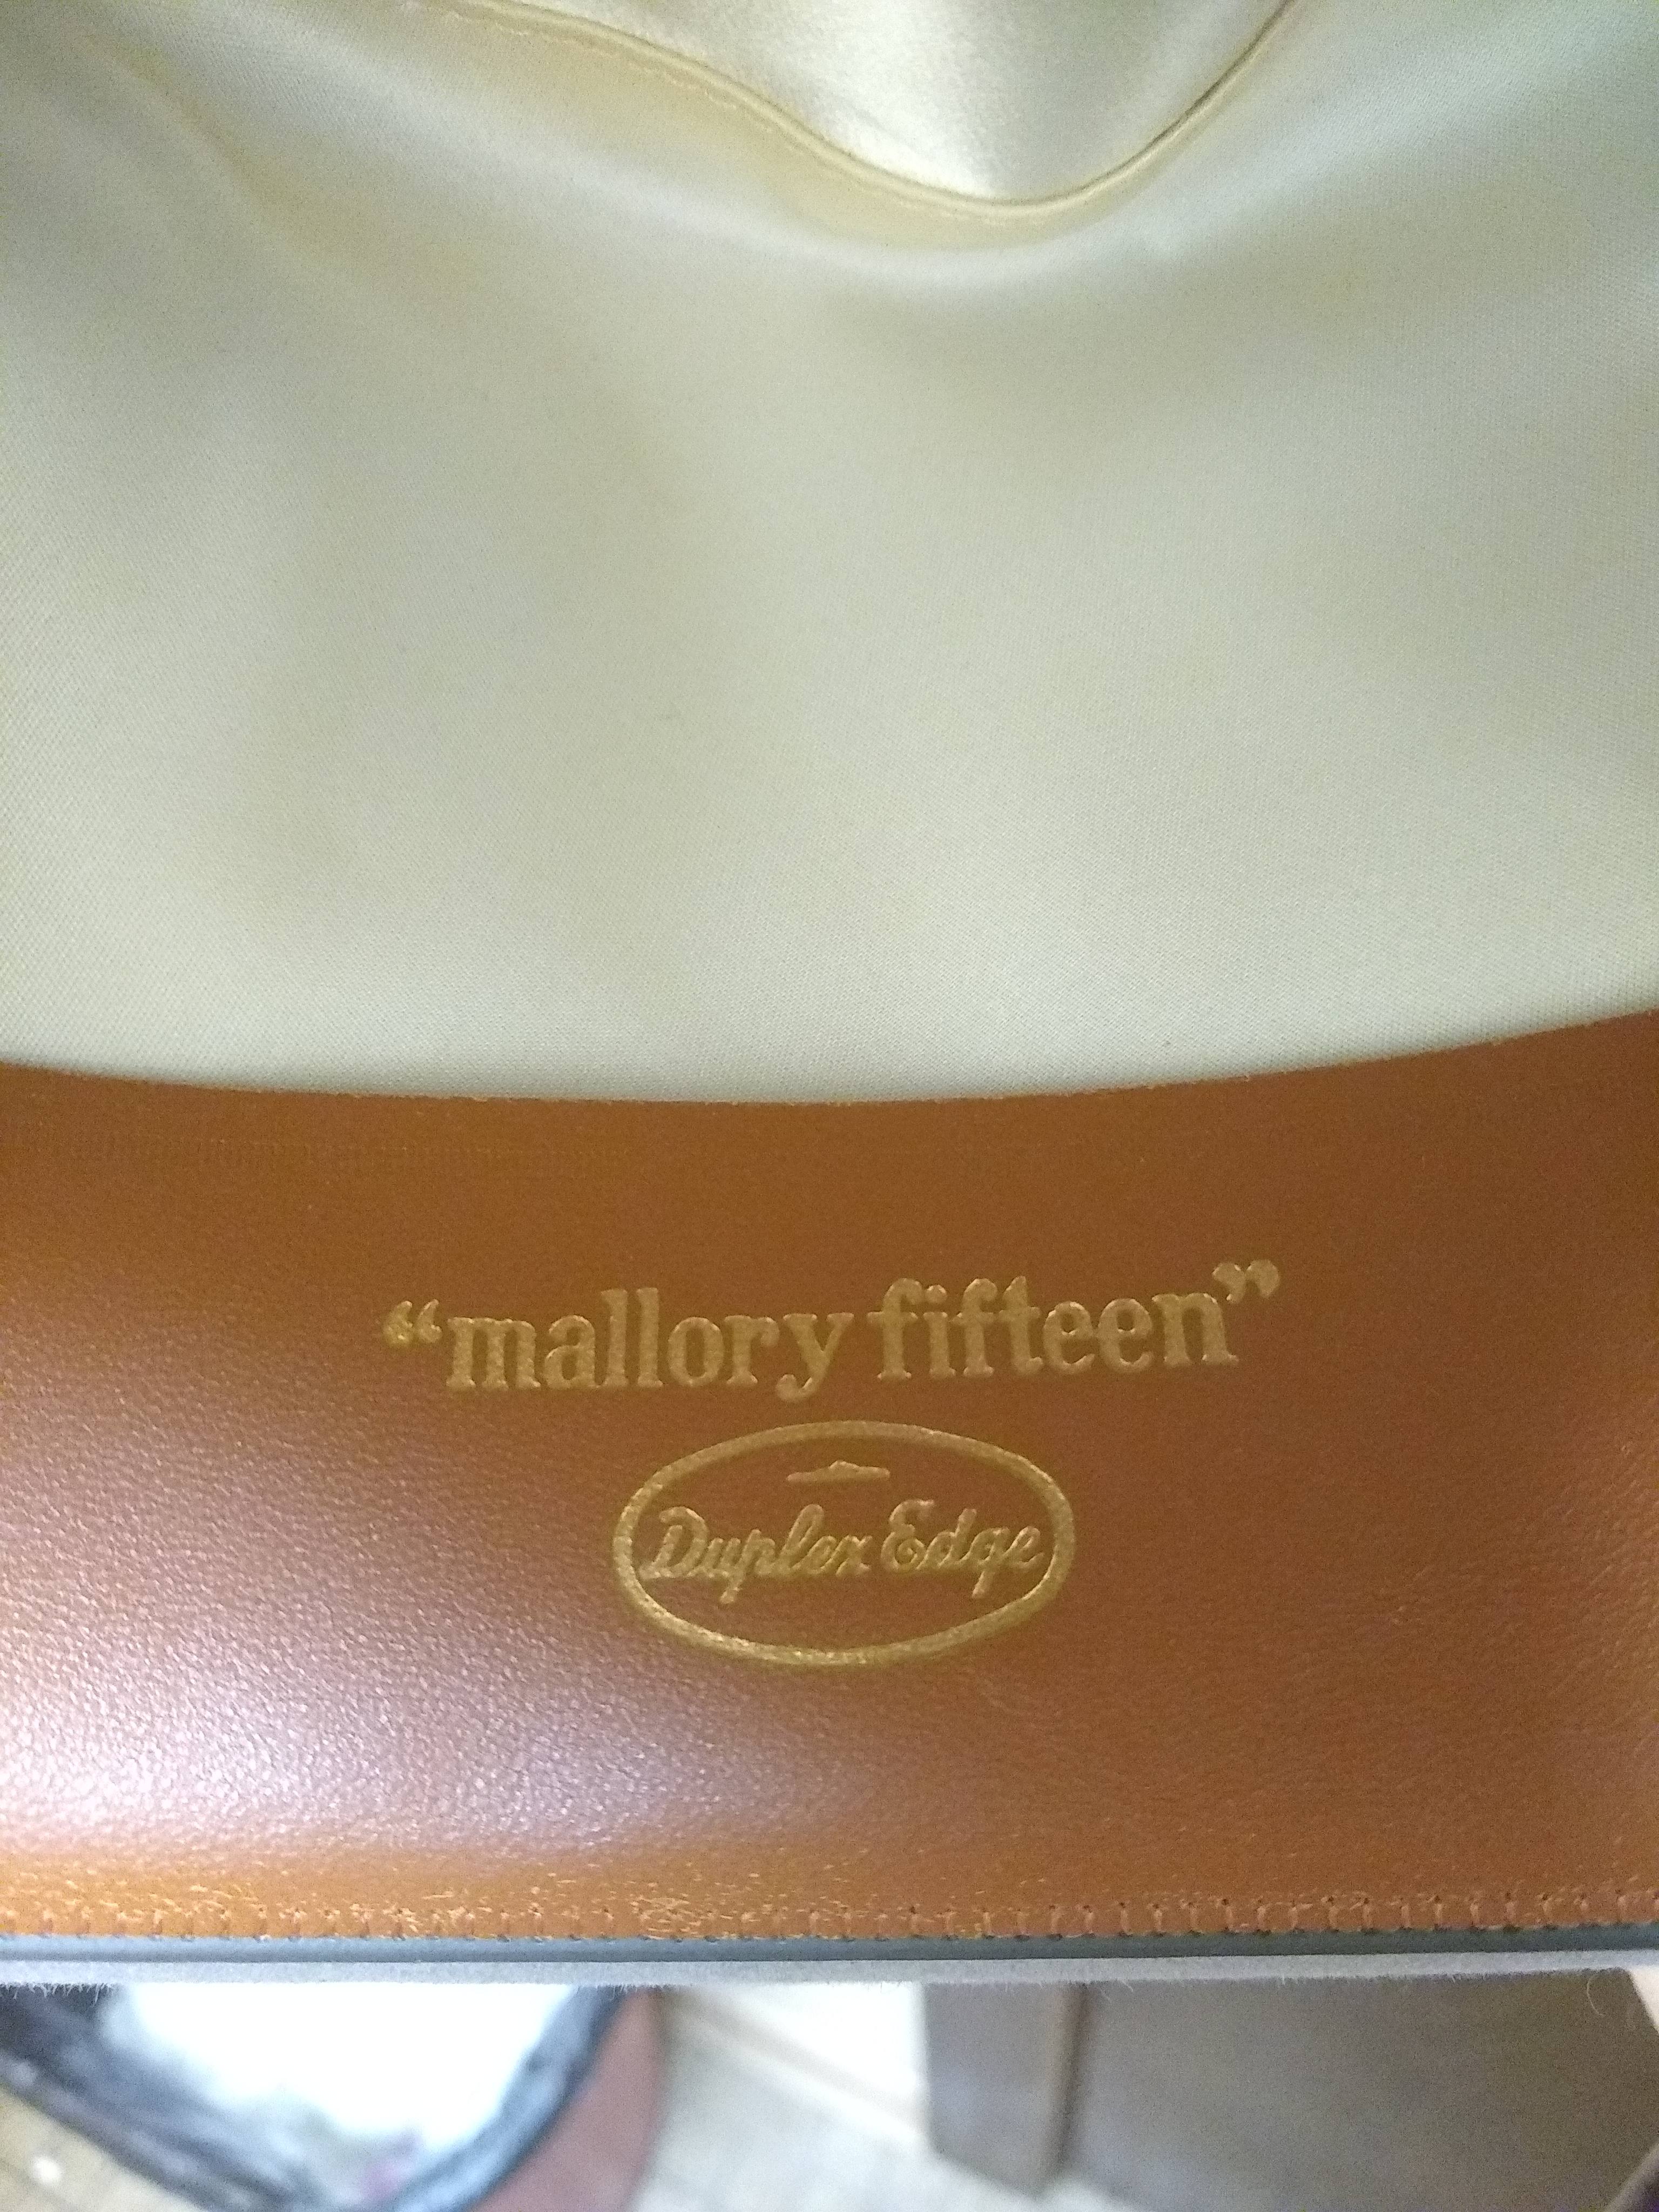 “mallory fifteen”
Duplex Edge